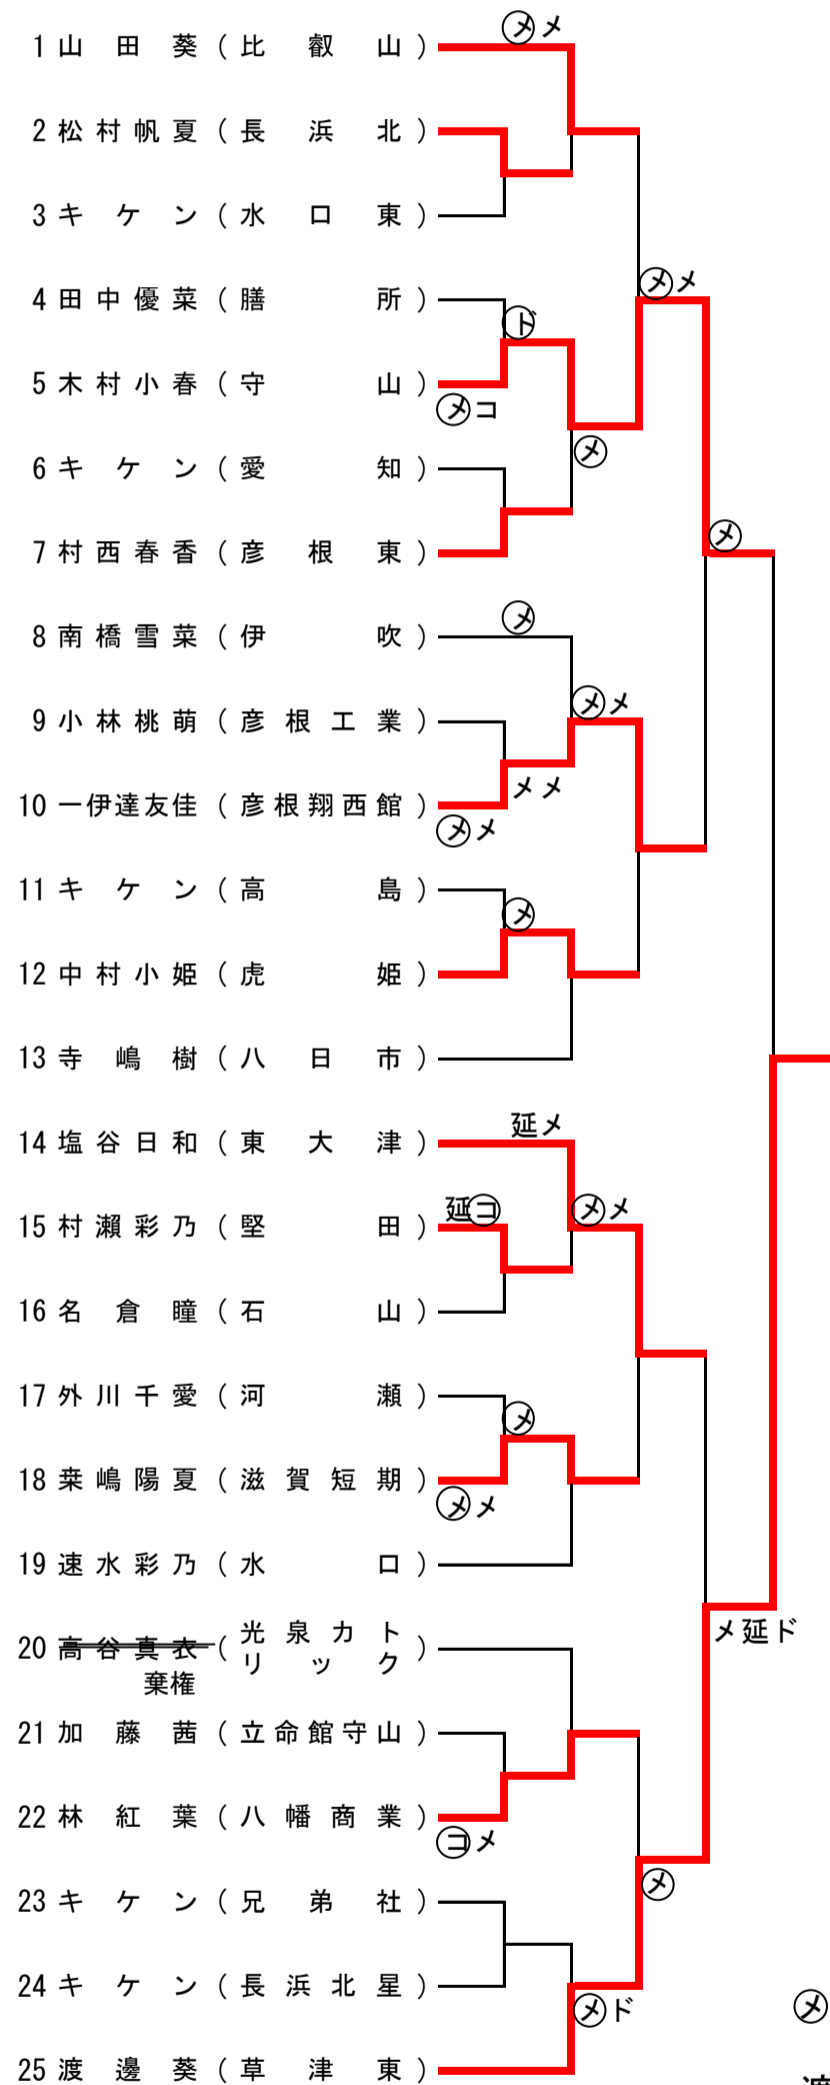 ㋱メ
1 山田葵（比叡山）
2 松村帆夏（長浜北）
3 キケン（水口東）
㋱メ
4 田中優菜（膳所）
㋣゛
5 木村小春（守山）
㋱コ
㋱
6 キケン（愛知）
㋱
7 村西春香（彦根東）
㋱
8 南橋雪菜（伊吹）
㋱メ
9 小林桃萌（彦根工業）
メメ
10 一伊達友佳（彦根翔西館）
㋱メ
11 キケン（高島）
㋱
12 中村小姫（虎姫）
13 寺嶋樹（八日市）
延メ
14 塩谷日和（東大津）
延㋙ ㋱メ
15 村瀬彩乃（堅田）
16 名倉瞳（石山）
17 外川千愛（河瀬）
㋱
18 桒嶋陽夏（滋賀短期）
㋱メ
19 速水彩乃（水口）
メ延ド
20 高谷真衣（光泉カトリック）
棄権
21 加藤茜（立命館守山）
22 林紅葉（八幡商業）
㋙メ
㋱
23 キケン（兄弟社）
24 キケン（長浜北星）
㋱ド ㋱
25 渡邊葵（草津東）